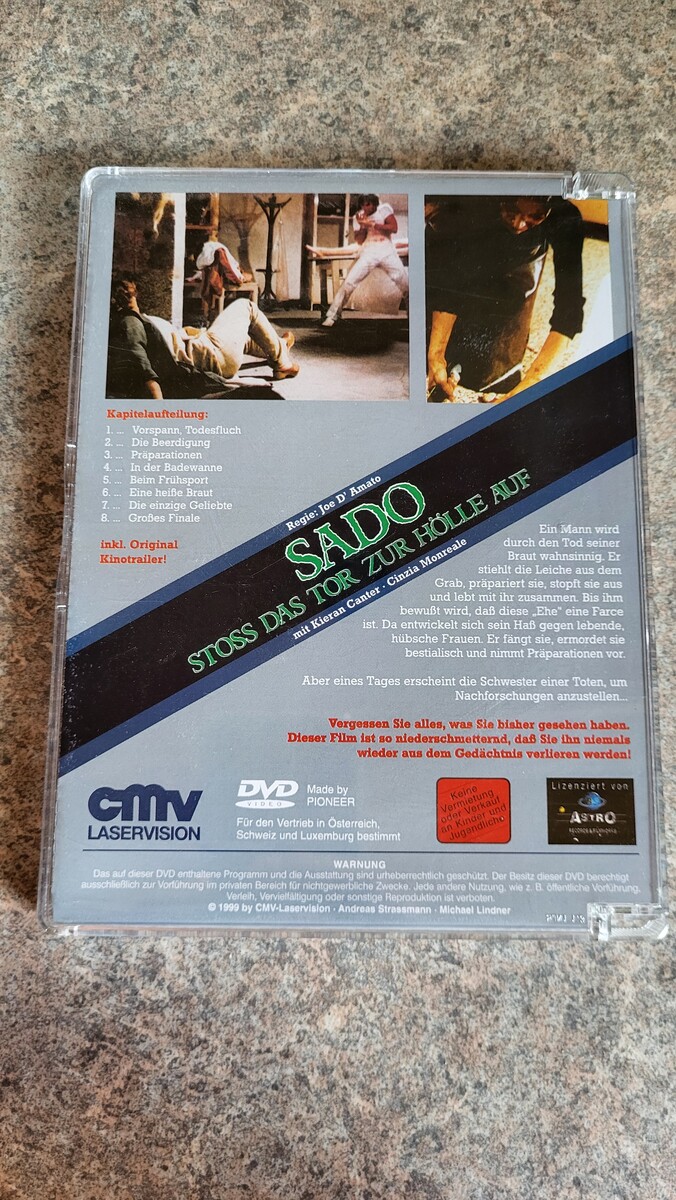 Kapitelaufteilung:
1. ... Vorspann, Todesfluch
2. ... Die Beerdigung
3. ... Präparationen
4. ... In der Badewanne
5. ... Beim Frühsport
6. ... Eine heiße Braut
7. ... Die einzige Geliebte
8. ... Großes Finale
inkl. Original
Kinotrailer!
Regie: Joe D' Amato
SADO
STOSS DAS TOR ZUR HÖLLE AUF
mit Kieran Canter · Cinzia Monreale
Ein Mann wird
durch den Tod seiner
Braut wahnsinnig. Er
stiehlt die Leiche aus dem
Grab, präpariert sie, stopft sie aus
und lebt mit ihr zusammen. Bis ihm
bewußt wird, daß diese „Ehe" eine Farce
ist. Da entwickelt sich sein Haß gegen lebende,
hübsche Frauen. Er fängt sie, ermordet sie
bestialisch und nimmt Präparationen vor.
Aber eines Tages erscheint die Schwester einer Toten, um
Nachforschungen anzustellen...
Vergessen Sie alles, was Sie bisher gesehen haben.
Dieser Film ist so niederschmetternd, daß Sie ihn niemals
wieder aus dem Gedächtnis verlieren werden!
cmv
LASERVISION
DVD
VIDEO
Made by
PIONEER
Für den Vertrieb in Österreich,
Schweiz und Luxemburg bestimmt
Keine
Vermietung
oder Verkauf
an Kinder und
Jugendliche
Lizenziert von
ASTRO
WARNUNG
Das auf dieser DVD enthaltene Programm und die Ausstattung sind urheberrechtlich geschützt. Der Besitz dieser DVD berechtigt
ausschließlich zur Vorführung im privaten Bereich für nichtgewerbliche Zwecke. Jede andere Nutzung, wie z. B. öffentliche Vorführung,
Verleih, Vervielfältigung oder sonstige Reproduktion ist verboten.
© 1999 by CMV-Laservision · Andreas Strassmann · Michael Lindner